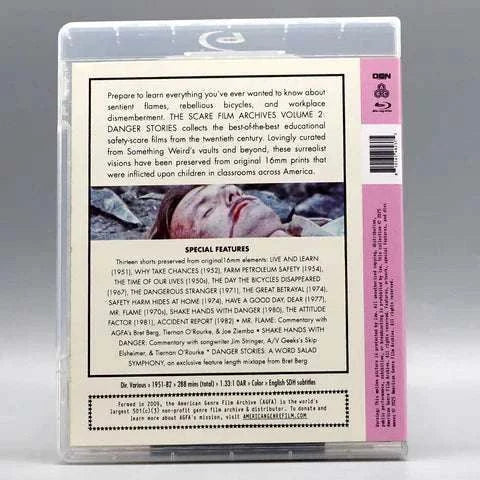 Prepare to learn everything you've ever wanted to know about
sentient flames, rebellious bicycles, and workplace
dismemberment. THE SCARE FILM ARCHIVES VOLUME 2:
DANGER STORIES collects the best-of-the-best educational
safety-scare films from the twentieth century. Lovingly curated
from Something Weird's vaults and beyond, these surrealist
visions have been preserved from original 16mm prints that
were inflicted upon children in classrooms across America.
SPECIAL FEATURES
Thirteen shorts preserved from original 16mm elements: LIVE AND LEARN
(1951), WHY TAKE CHANCES (1952), FARM PETROLEUM SAFETY (1954),
THE TIME OF OUR LIVES (1950s), THE DAY THE BICYCLES DISAPPEARED
(1967), THE DANGEROUS STRANGER (1971), THE GREAT BETRAYAL (1974),
SAFETY HARM HIDES AT HOME (1974), HAVE A GOOD DAY, DEAR (1977),
MR. FLAME (1970s), SHAKE HANDS WITH DANGER (1980), THE ATTITUDE
FACTOR (1981), ACCIDENT REPORT (1982) • MR. FLAME: Commentary with
AGFA's Bret Berg, Tiernan O'Rourke, & Joe Ziemba • SHAKE HANDS WITH
DANGER: Commentary with songwriter Jim Stringer, A/V Geeks's Skip
Elsheimer, & Tiernan O'Rourke • DANGER STORIES: A WORD SALAD
SYMPHONY, an exclusive feature length mixtape from Bret Berg
Dir. Various • 1951-82 • 288 mins (total) • 1.33:1 OAR • Color • English SDH subtitles
Formed in 2009, the American Genre Film Archive (AGFA) is the world's
largest 501(c)(3) non-profit genre film archive & distributor. To donate and
learn more about AGFA's mission, visit AMERICANGENREFILM.COM
Blu-ray